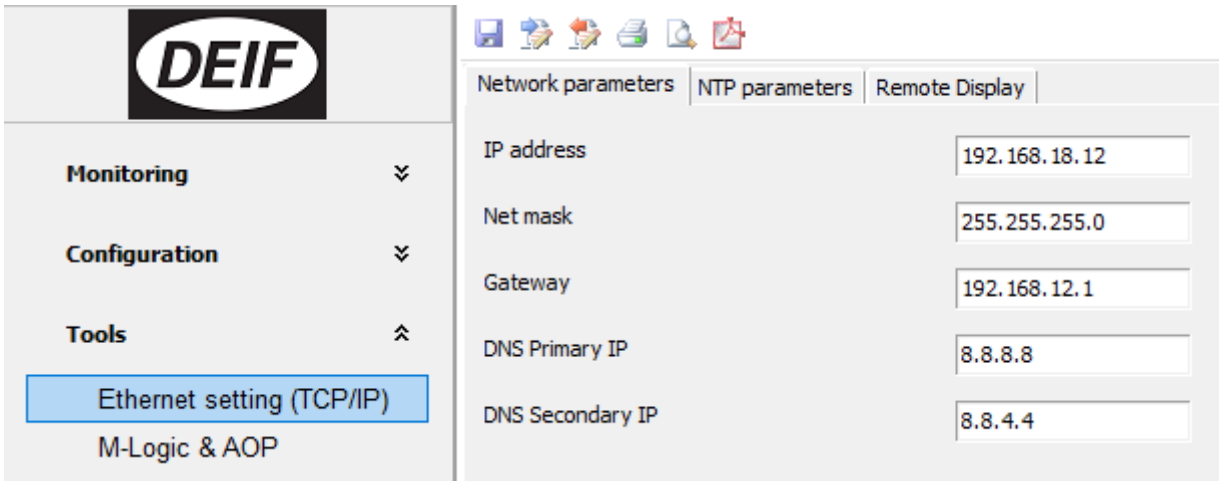 DEIF
Monitoring
Configuration
Tools
Ethernet setting (TCP/IP)
M-Logic & AOP
Network parameters NTP parameters Remote Display
IP address 192.168.18.12
Net mask 255.255.255.0
Gateway 192.168.12.1
DNS Primary IP 8.8.8.8
DNS Secondary IP 8.8.4.4